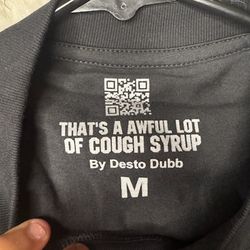 THAT'S A AWFUL LOT
OF COUGH SYRUP
By Desto Dubb
M